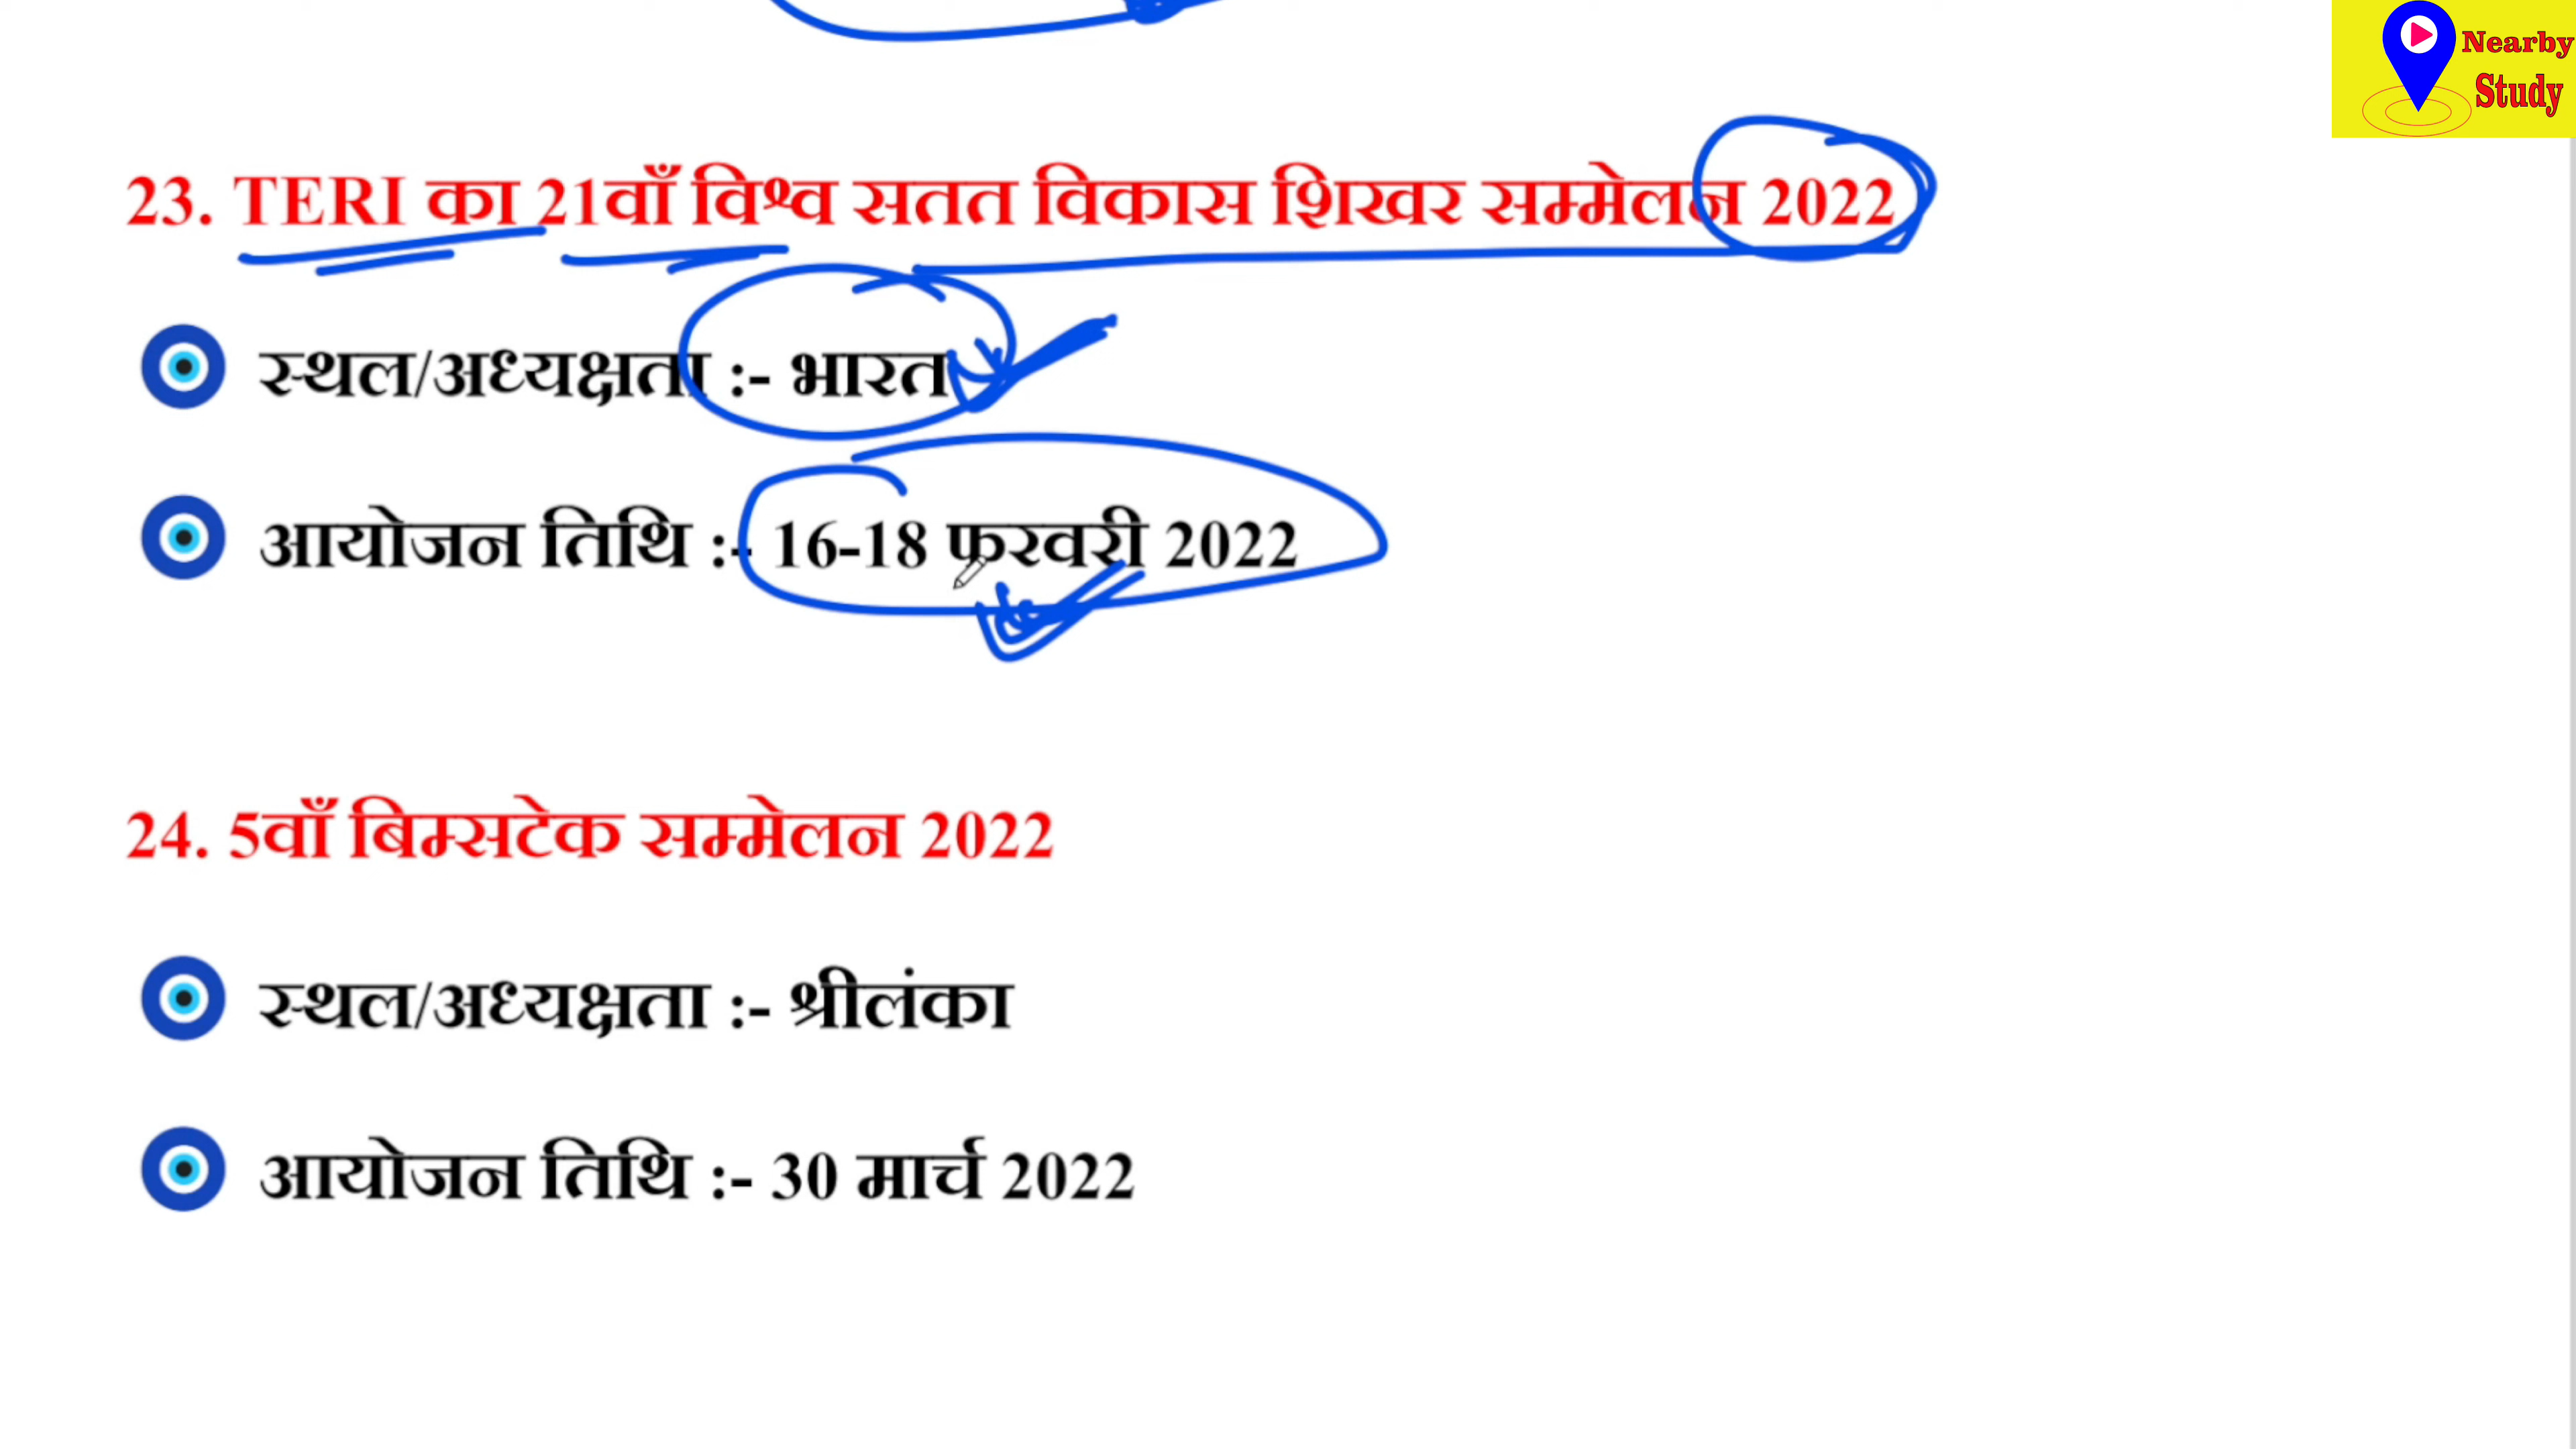 Nearby
Study
23. TERI का 21वाँ विश्व सतत विकास शिखर सम्मेलन 2022
स्थल/अध्यक्षता :- भारत
आयोजन तिथि :- 16-18 फरवरी 2022
24. 5वाँ बिम्सटेक सम्मेलन 2022
स्थल/अध्यक्षता :- श्रीलंका
आयोजन तिथि :- 30 मार्च 2022